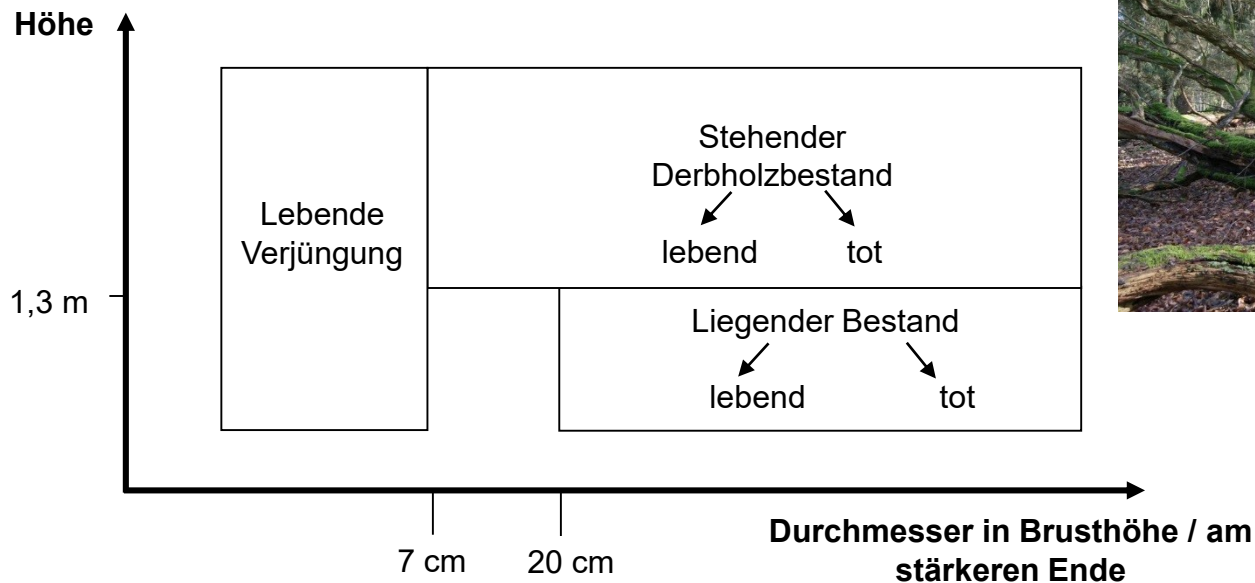 Höhe
Stehender
Derbholzbestand
lebend tot
Lebende
Verjüngung
1,3 m
Liegender Bestand
lebend tot
7 cm
20 cm
Durchmesser in Brusthöhe / am
stärkeren Ende